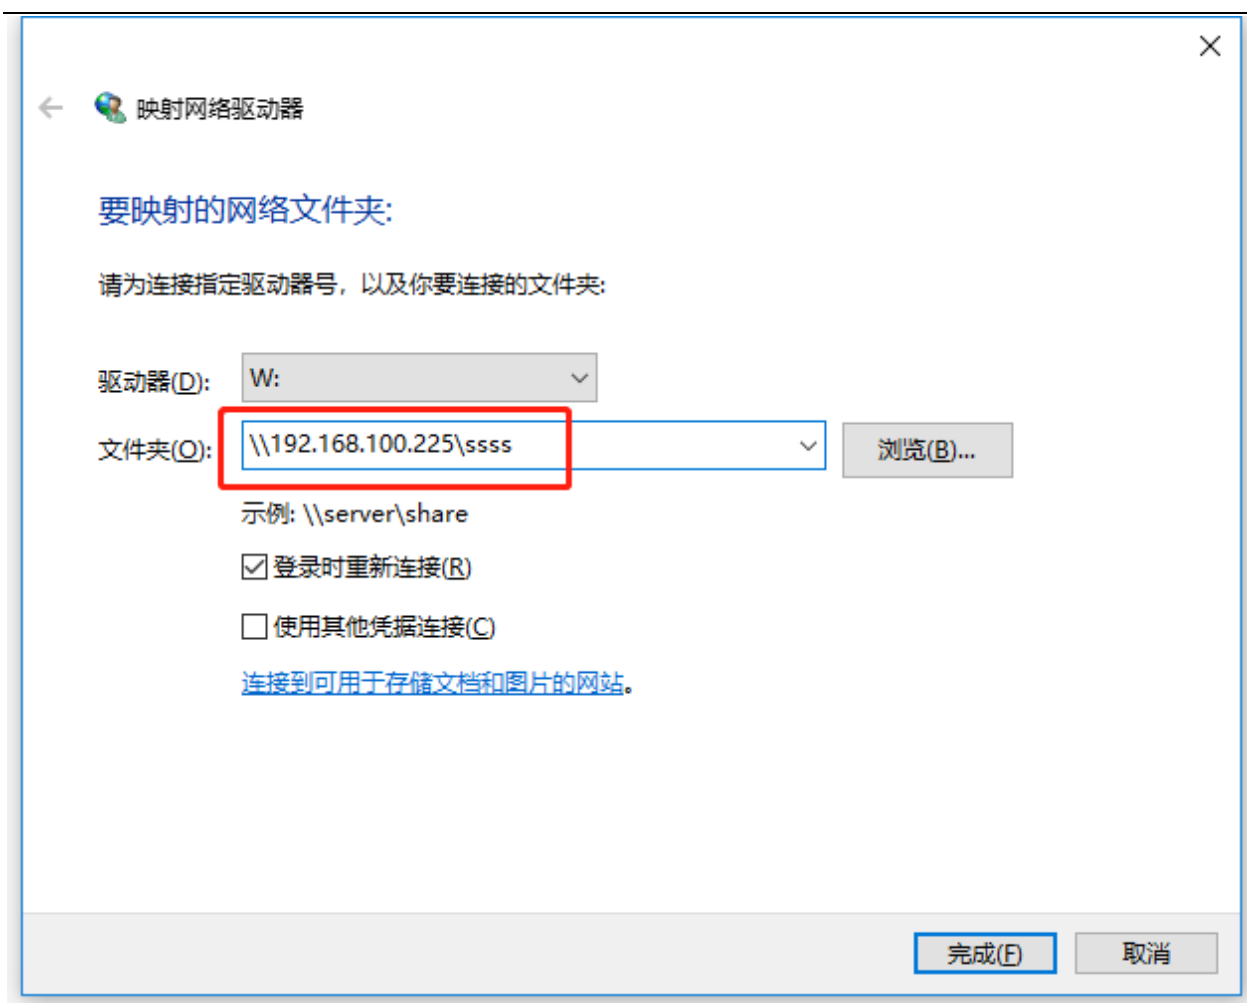 映射网络驱动器
要映射的网络文件夹:
请为连接指定驱动器号，以及你要连接的文件夹:
驱动器(D): W:
文件夹(O): \\192.168.100.225\ssss 浏览(B)...
示例: \\server\share
登录时重新连接(R)
使用其他凭据连接(C)
连接到可用于存储文档和图片的网站。
完成(F) 取消